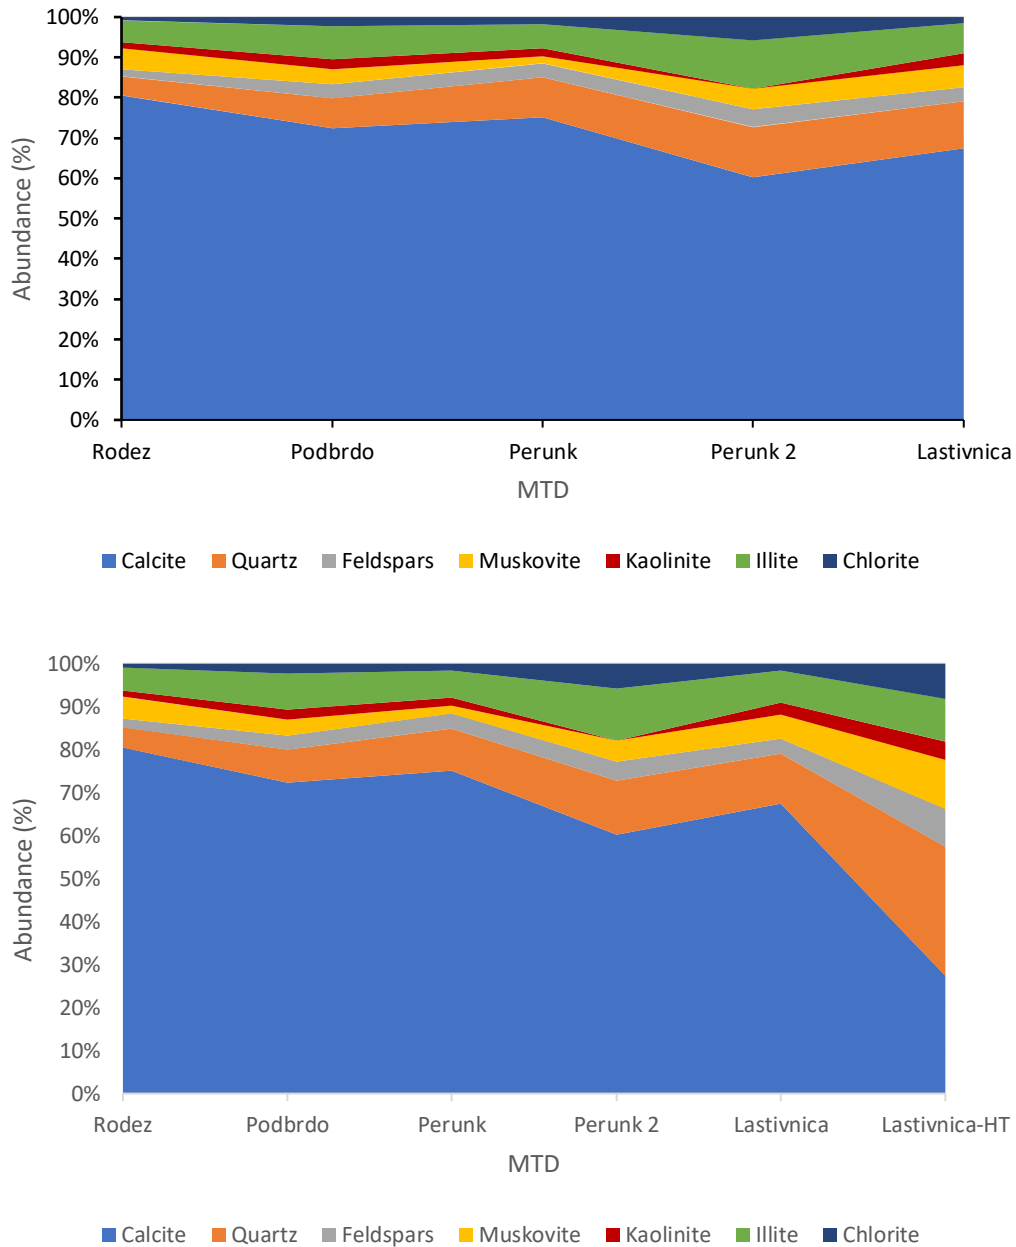 100%
90%
80%
70%
60%
50%
40%
30%
20%
10%
0%
Abundance (%)
Rodez Podbrdo Perunk Perunk 2 Lastivnica
MTD
Calcite Quartz Feldspars Muskovite Kaolinite Illite Chlorite
100%
90%
80%
70%
60%
50%
40%
30%
20%
10%
0%
Abundance (%)
Rodez Podbrdo Perunk Perunk 2 Lastivnica Lastivnica-HT
MTD
Calcite Quartz Feldspars Muskovite Kaolinite Illite Chlorite